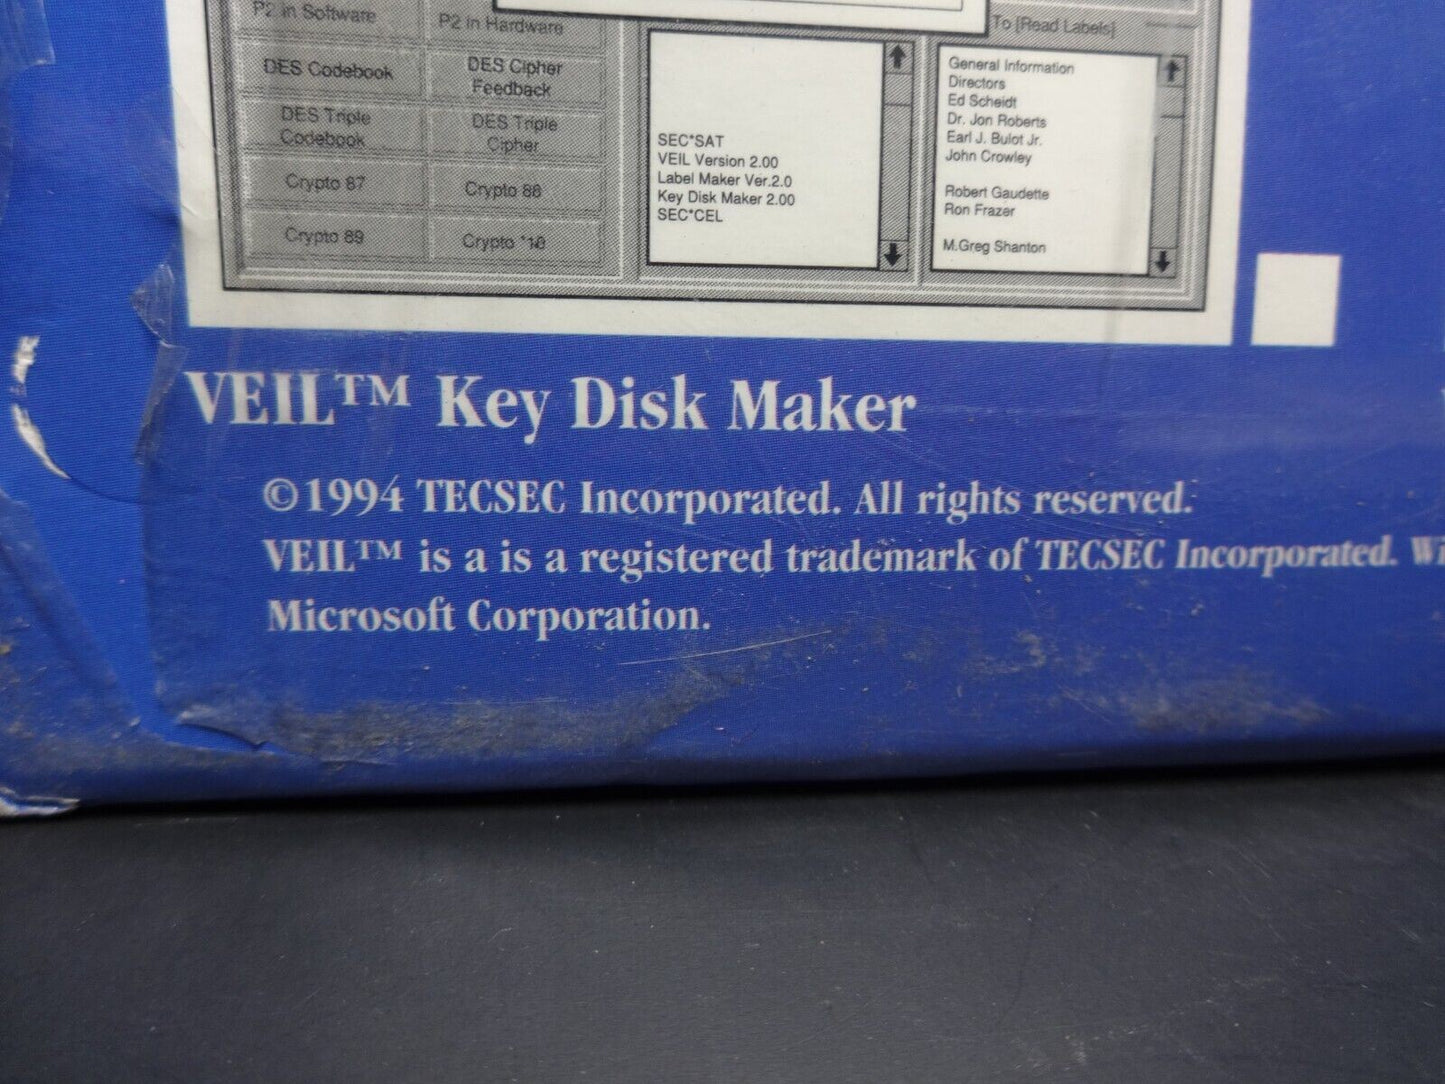 P2 in Software
P2 in Hardware
DES Codebook
DES Cipher
Feedback
DES Triple
Codebook
DES Triple
Cipher
Crypto 87
Crypto 88
Crypto 89
Crypto '10
SEC*SAT
VEIL Version 2.00
Label Maker Ver.2.0
Key Disk Maker 2.00
SEC*CEL
To [Read Labels]
General Information
Directors
Ed Scheidt
Dr. Jon Roberts
Earl J. Bulot Jr.
John Crowley
Robert Gaudette
Ron Frazer
M.Greg Shanton
VEIL™ Key Disk Maker
©1994 TECSEC Incorporated. All rights reserved.
VEIL™ is a is a registered trademark of TECSEC Incorporated. Wi
Microsoft Corporation.